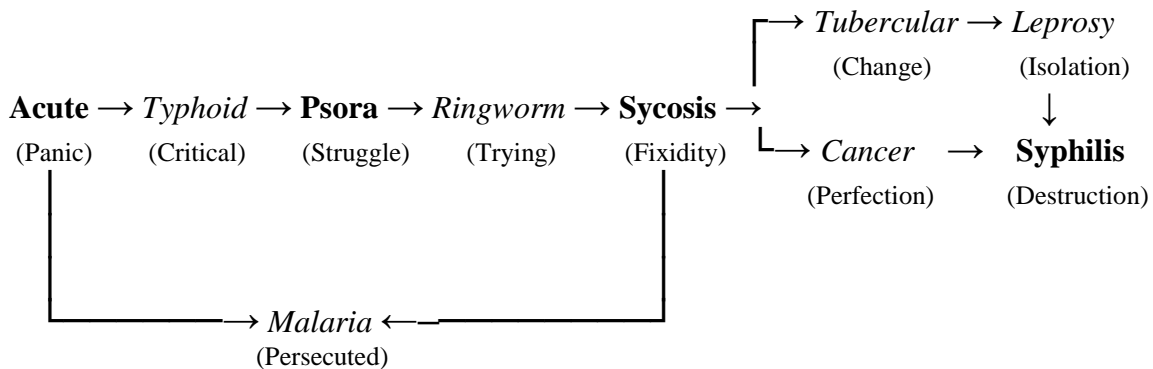 Tubercular → Leprosy
(Change) (Isolation)
Acute → Typhoid → Psora → Ringworm → Sycosis →
(Panic) (Critical) (Struggle) (Trying) (Fixidity)
→ Cancer → Syphilis
(Perfection) (Destruction)
→ Malaria ←
(Persecuted)